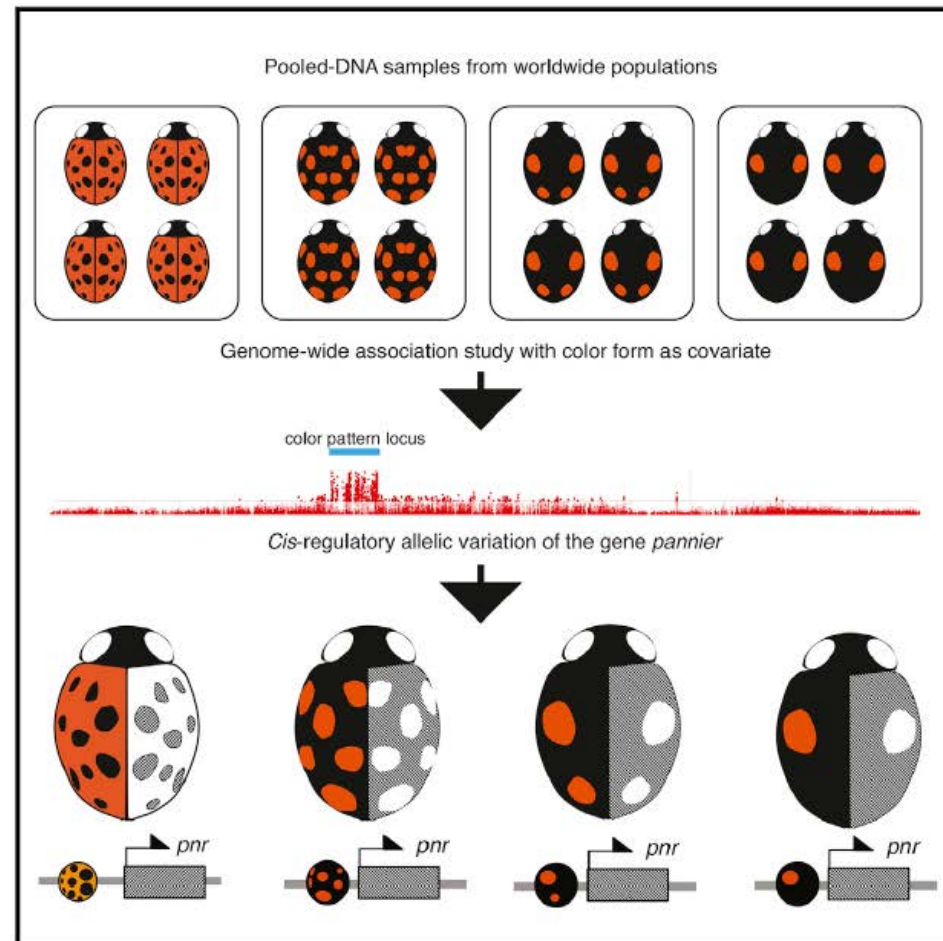 Pooled-DNA samples from worldwide populations
Genome-wide association study with color form as covariate
color pattern locus
Cis-regulatory allelic variation of the gene pannier
pnr pnr pnr pnr